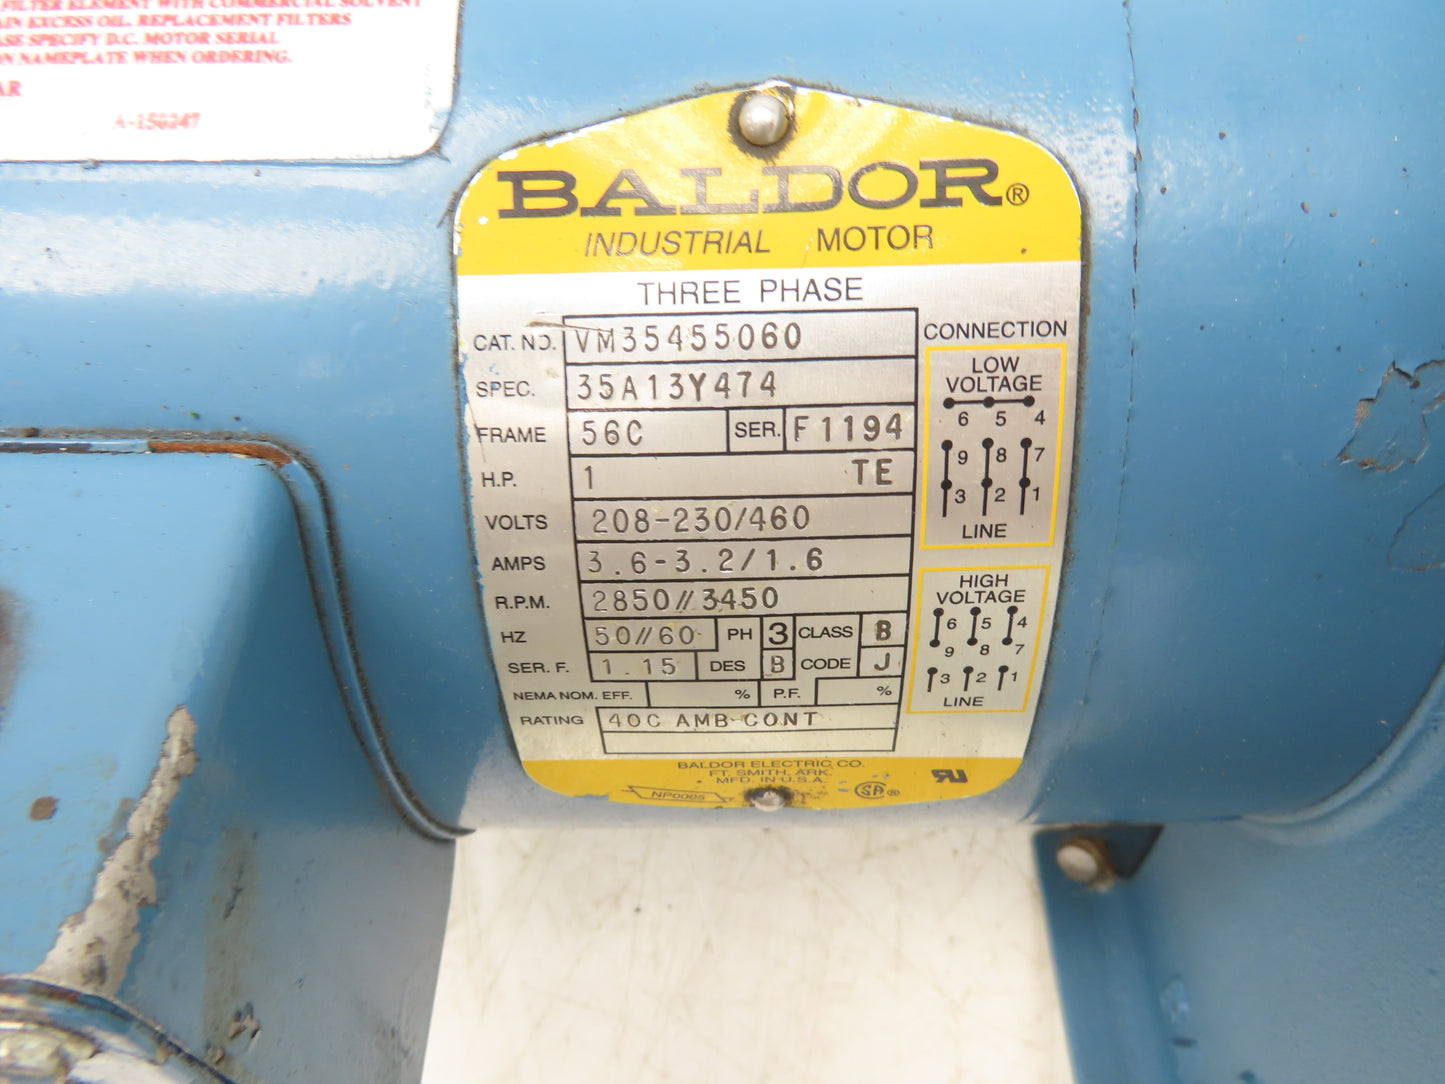 FILTER ELEMENT WITH COMMERCIAL SOLVENT
EXCESS OIL. REPLACEMENT FILTERS
SPECIFY D.C. MOTOR SERIAL
ON NAMEPLATE WHEN ORDERING.
A-150247
BALDOR®
INDUSTRIAL MOTOR
THREE PHASE
CAT. NO. VM35455060
SPEC. 35A13Y474
FRAME 56C SER. F1194
H.P. 1 TE
VOLTS 208-230/460
AMPS 3.6-3.2/1.6
R.P.M. 2850//3450
HZ 50//60 PH 3 CLASS B
SER. F. 1.15 DES B CODE J
NEMA NOM. EFF. % P.F. %
RATING 40C AMB-CONT
CONNECTION
LOW
VOLTAGE
6 5 4
9 8 7
3 2 1
LINE
HIGH
VOLTAGE
6 5 4
9 8 7
3 2 1
LINE
BALDOR ELECTRIC CO.
FT. SMITH, ARK.
MFD. IN U.S.A.
NP0005
SA®
RU